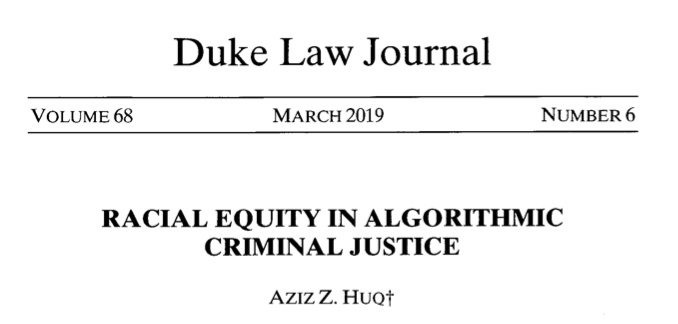 Duke Law Journal
VOLUME 68 MARCH 2019 NUMBER 6
RACIAL EQUITY IN ALGORITHMIC
CRIMINAL JUSTICE
AZIZ Z. HUQ†